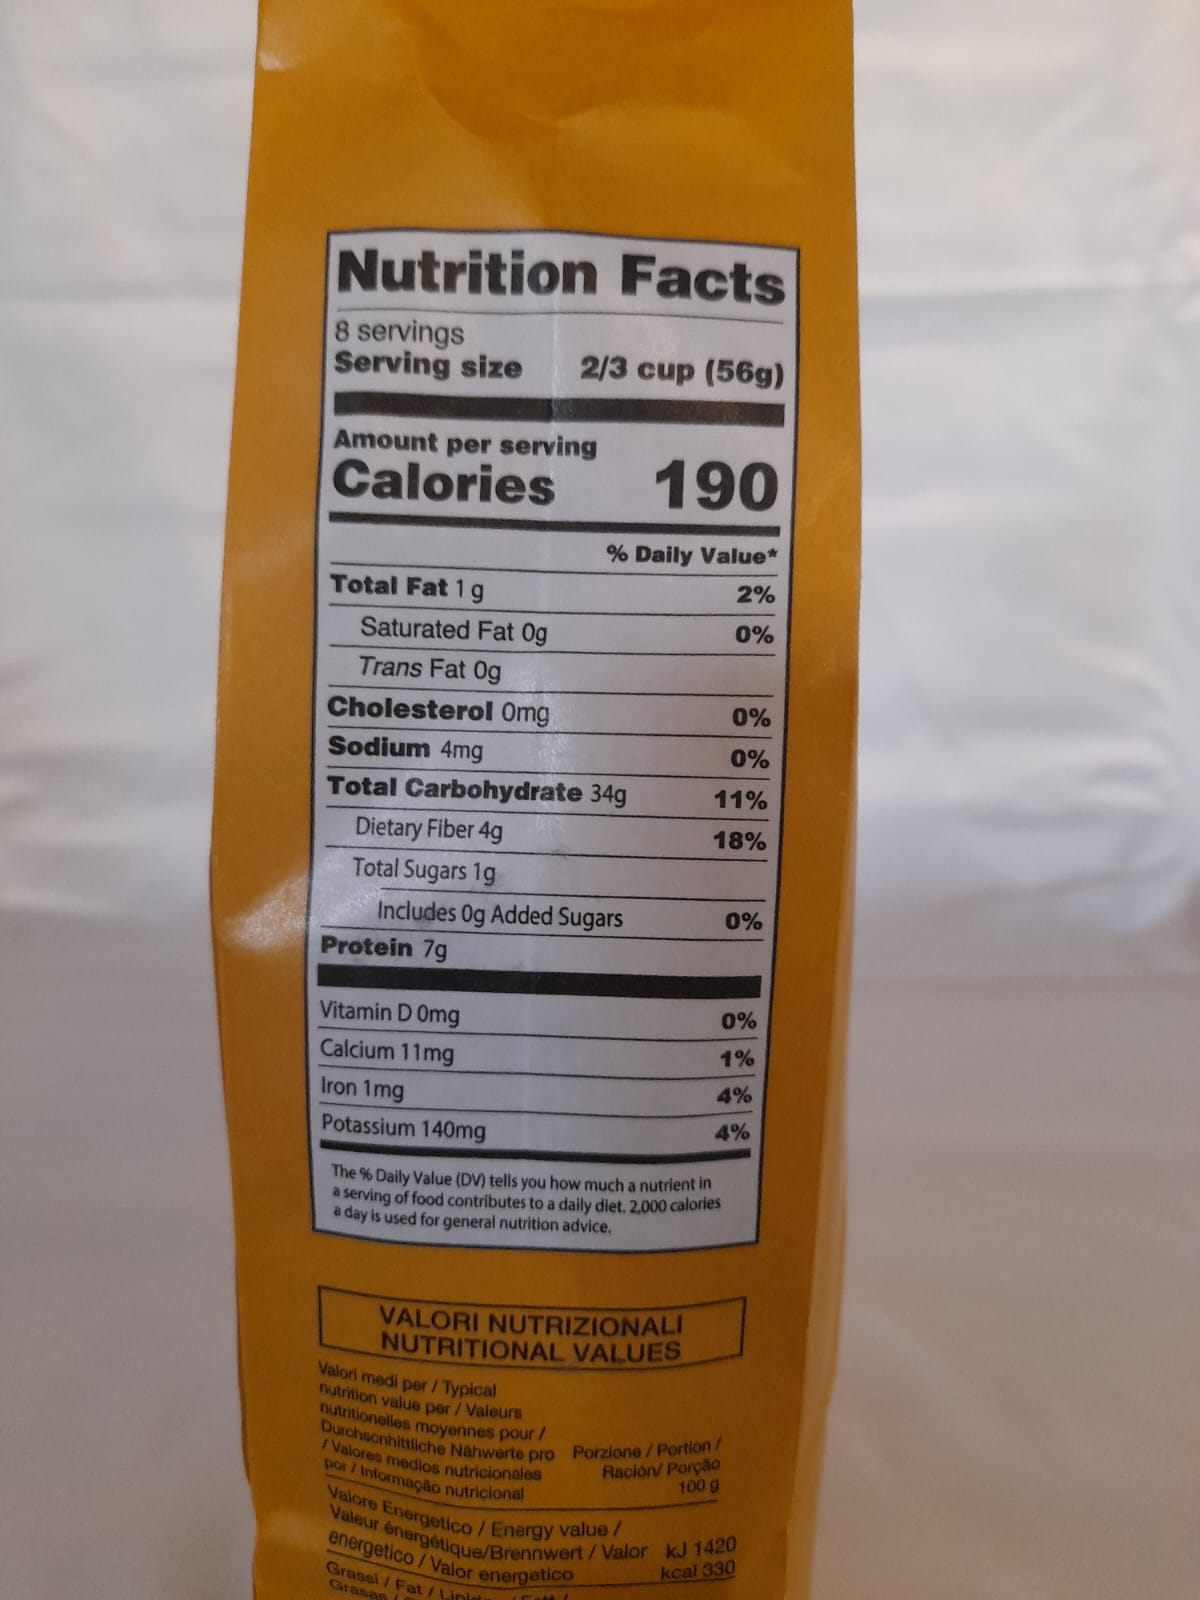 Nutrition Facts
8 servings
Serving size 2/3 cup (56g)
Amount per serving
Calories 190
% Daily Value*
Total Fat 1 g 2%
Saturated Fat 0g 0%
Trans Fat 0g
Cholesterol 0mg 0%
Sodium 4mg 0%
Total Carbohydrate 34g 11%
Dietary Fiber 4g 18%
Total Sugars 1g
Includes 0g Added Sugars 0%
Protein 7g
Vitamin D 0mg 0%
Calcium 11mg 1%
Iron 1mg 4%
Potassium 140mg 4%
The % Daily Value (DV) tells you how much a nutrient in
a serving of food contributes to a daily diet. 2,000 calories
a day is used for general nutrition advice.
VALORI NUTRIZIONALI
NUTRITIONAL VALUES
Valori medi per / Typical
nutrition value per / Valeurs
nutritionelles moyennes pour /
Durchscnhittliche Nähwerte pro
/ Valores medios nutricionales
por / Informação nutricional
Porzione / Portion /
Ración/ Porção
100 g
Valore Energetico / Energy value /
Valeur énergètique/Brennwert / Valor kJ 1420
energetico / Valor energetico kcal 330
Grassi / Fat /